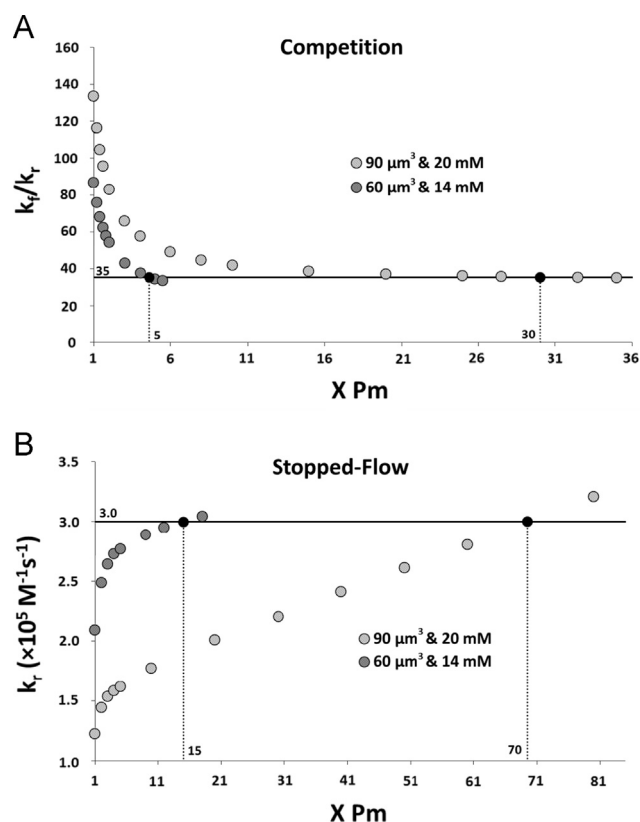 A
Competition
160
140
120
100
80
60
40
20
0
k_f/k_r
90 µm³ & 20 mM
60 µm³ & 14 mM
35
5
30
1 6 11 16 21 26 31 36
X Pm
B
Stopped-Flow
3.5
3.0
2.5
2.0
1.5
1.0
k_r (×10⁵ M⁻¹s⁻¹)
3.0
90 µm³ & 20 mM
60 µm³ & 14 mM
15
70
1 11 21 31 41 51 61 71 81
X Pm